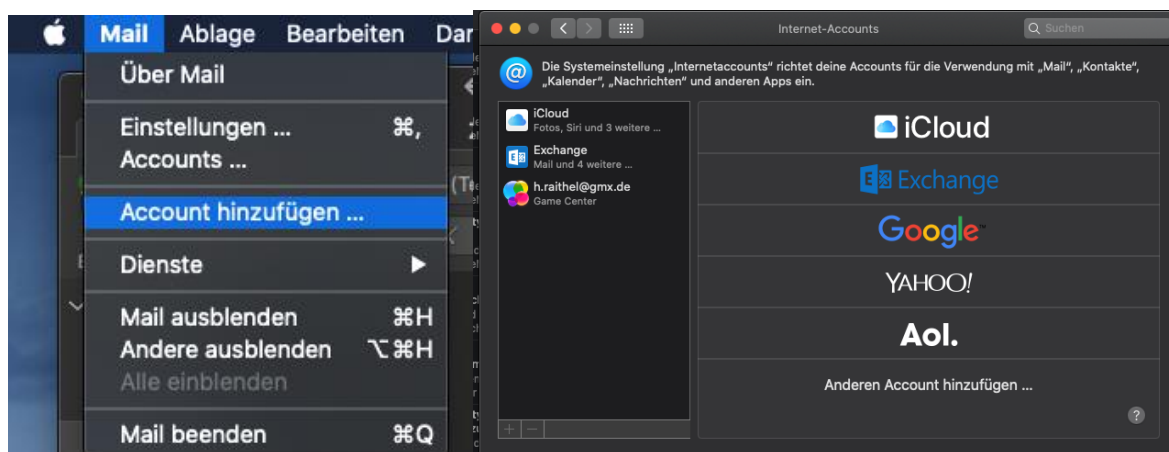 Mail Ablage Bearbeiten Dar
Über Mail
Einstellungen ... ⌘,
Accounts ...
Account hinzufügen ...
Dienste ▶
Mail ausblenden ⌘H
Andere ausblenden ⌥⌘H
Alle einblenden
Mail beenden ⌘Q
Internet-Accounts
Suchen
Die Systemeinstellung „Internetaccounts“ richtet deine Accounts für die Verwendung mit „Mail“, „Kontakte“,
„Kalender“, „Nachrichten“ und anderen Apps ein.
iCloud
Fotos, Siri und 3 weitere ...
Exchange
Mail und 4 weitere ...
h.raithel@gmx.de
Game Center
iCloud
Exchange
Google
YAHOO!
Aol.
Anderen Account hinzufügen ...
?